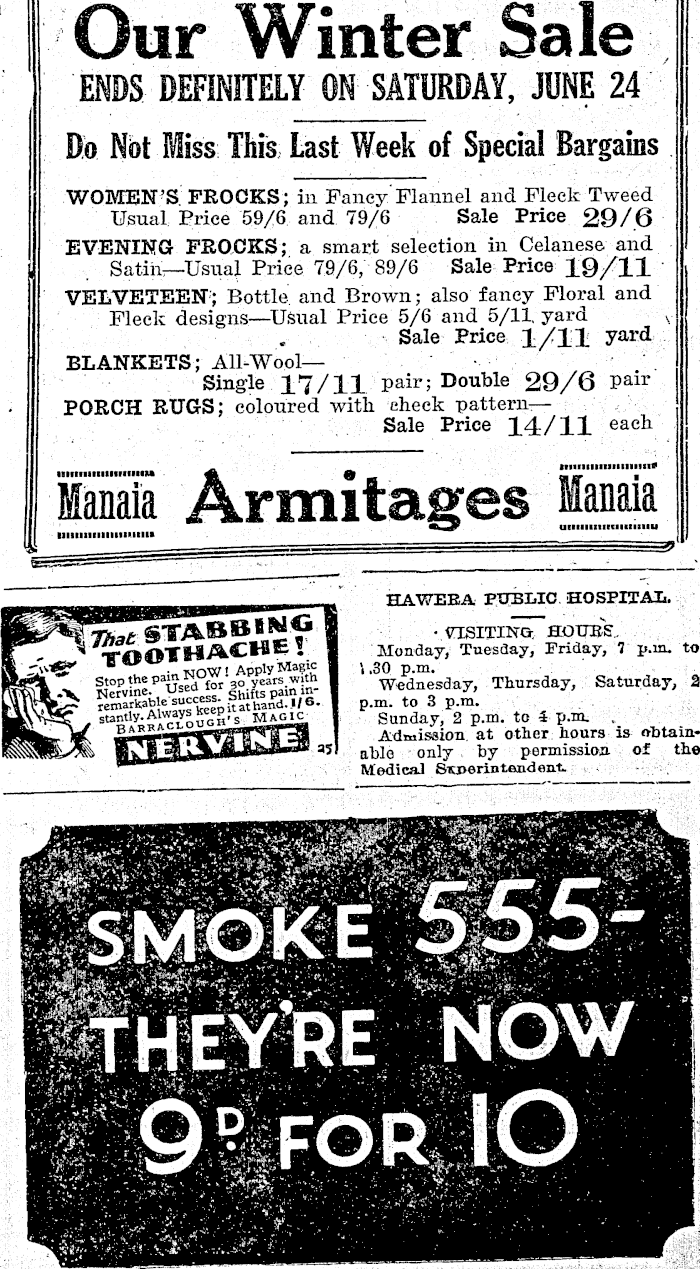 Our Winter Sale
ENDS DEFINITELY ON SATURDAY, JUNE 24
Do Not Miss This Last Week of Special Bargains
WOMEN'S FROCKS; in Fancy Flannel and Fleck Tweed
Usual Price 59/6 and 79/6 Sale Price 29/6
EVENING FROCKS; a smart selection in Celanese and
Satin—Usual Price 79/6, 89/6 Sale Price 19/11
VELVETEEN; Bottle and Brown; also fancy Floral and
Fleck designs—Usual Price 5/6 and 5/11 yard
Sale Price 1/11 yard
BLANKETS; All-Wool—
Single 17/11 pair; Double 29/6 pair
PORCH RUGS; coloured with check pattern—
Sale Price 14/11 each
Manaia Armitages Manaia
That STABBING
TOOTHACHE!
Stop the pain NOW! Apply Magic
Nervine. Used for 30 years with
remarkable success. Shifts pain in-
stantly. Always keep it at hand. 1/6.
BARRACLOUGH'S MAGIC
NERVINE
25
HAWERA PUBLIC HOSPITAL.
VISITING HOURS.
Monday, Tuesday, Friday, 7 p.m. to
.30 p.m.
Wednesday, Thursday, Saturday, 2
p.m. to 3 p.m.
Sunday, 2 p.m. to 4 p.m.
Admission at other hours is obtain-
able only by permission of the
Medical Superintendent.
SMOKE 555-
THEY'RE NOW
9D. FOR 10